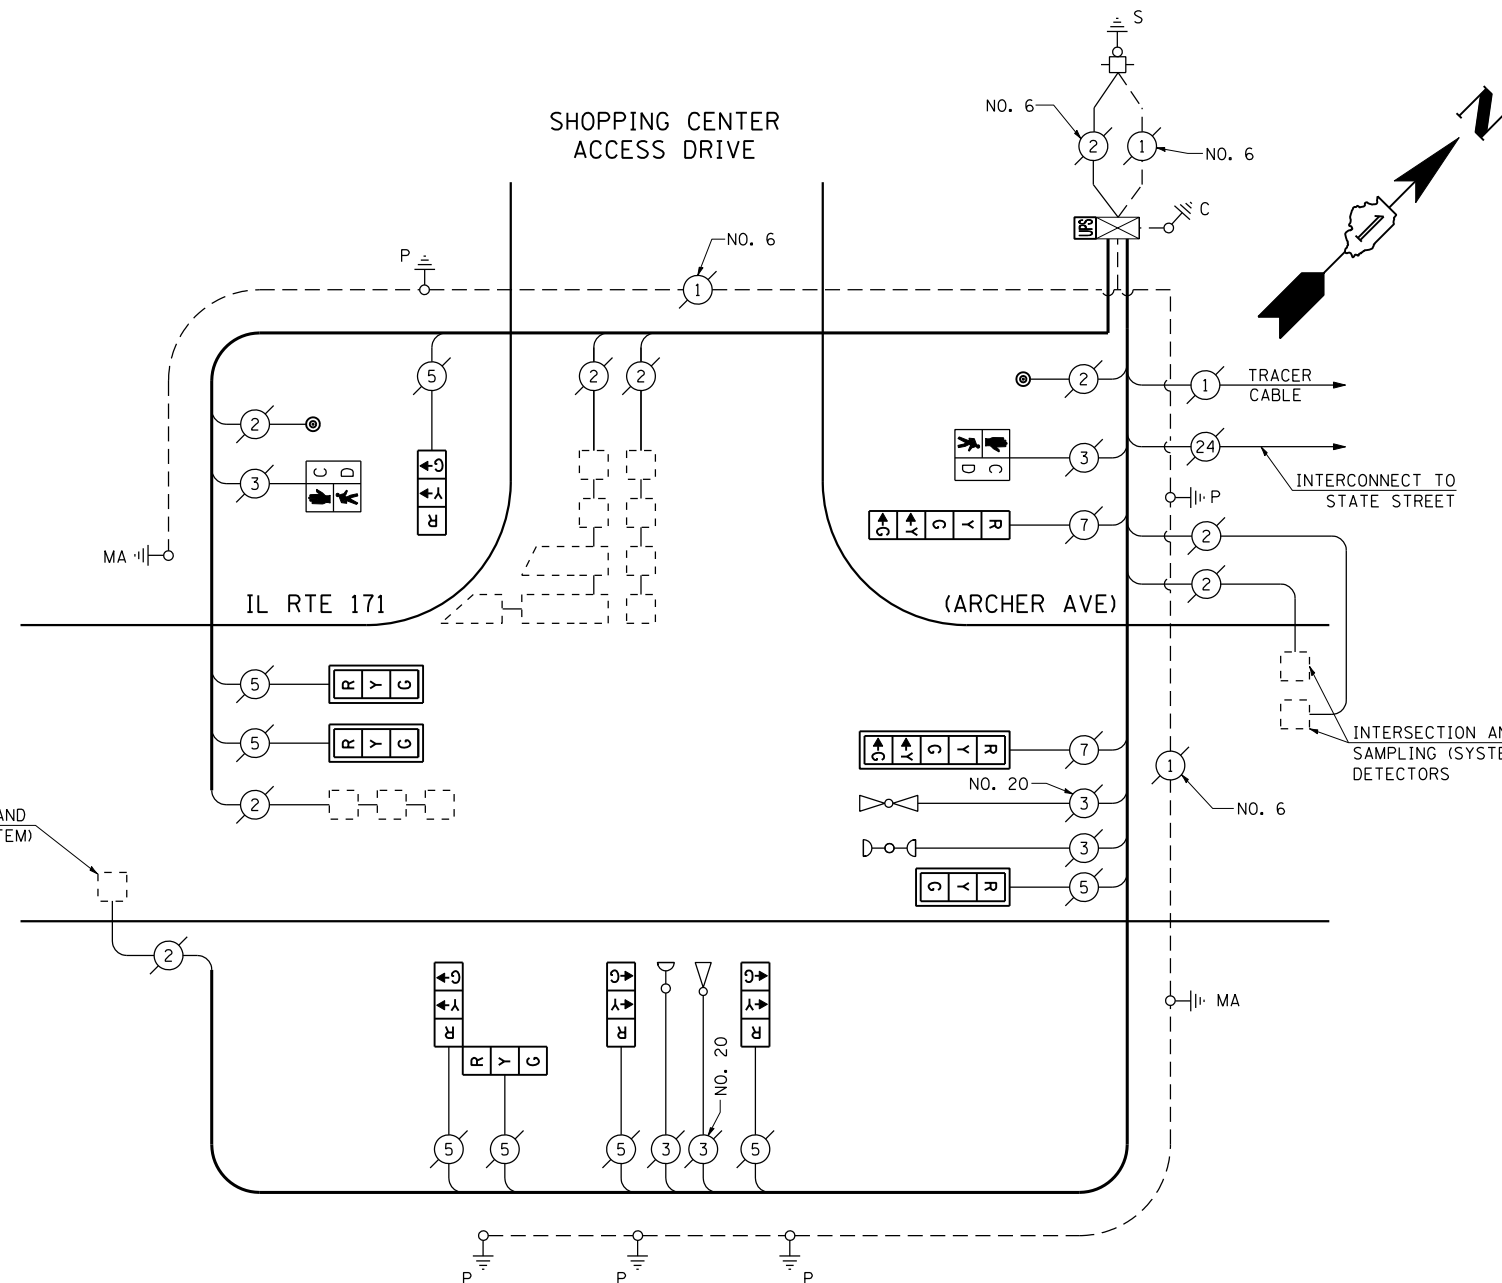 S
NO. 6
2
1
NO. 6
SHOPPING CENTER
ACCESS DRIVE
N
1
UPS
C
P
NO. 6
1
5
2
2
2
1
TRACER
CABLE
2
3
C D
G
Y
R
3
D C
24
INTERCONNECT TO
STATE STREET
P
G Y G Y R
7
2
MA
2
IL RTE 171
(ARCHER AVE)
5
R Y G
5
R Y G
G Y G Y R
7
INTERSECTION AN
SAMPLING (SYSTE
DETECTORS
1
NO. 6
NO. 20
3
2
AND
TEM)
3
G Y R
5
2
G
Y
R
R Y G
G
Y
R
G
Y
R
MA
NO. 20
5
5
5
3
3
5
P
P
P